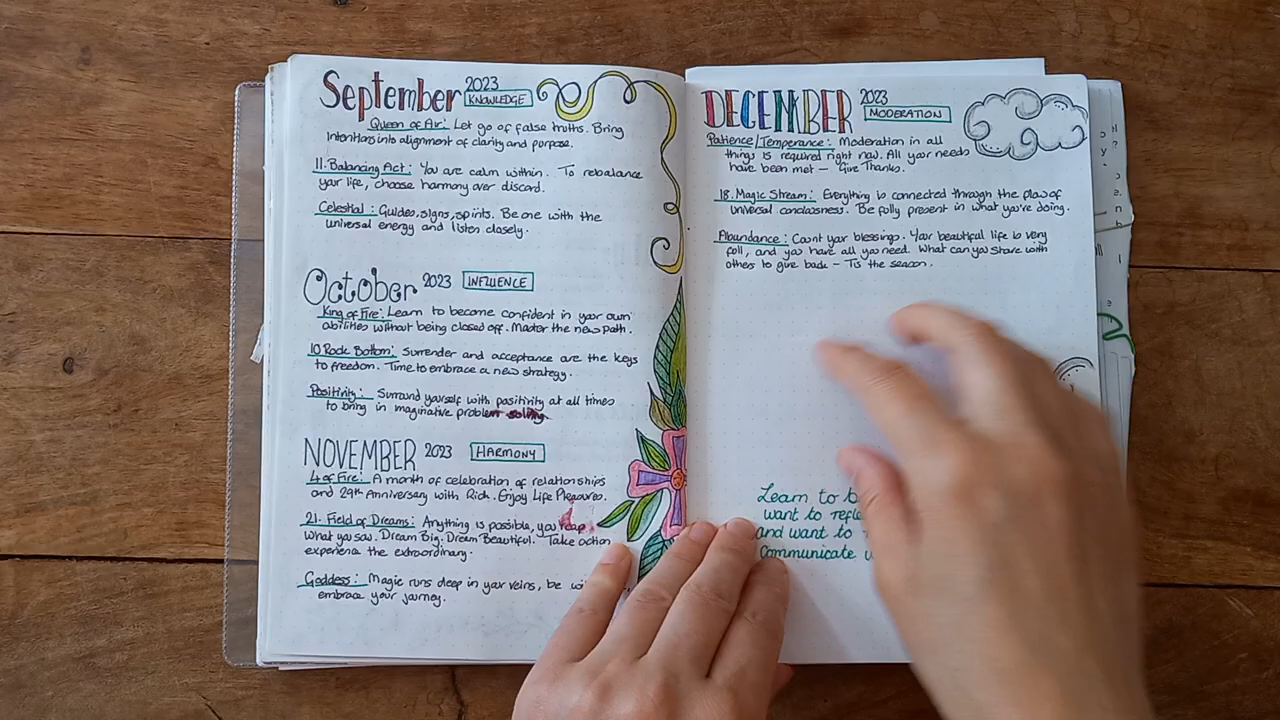 September 2023
KNOWLEDGE
Queen of Air: Let go of false truths. Bring
intentions into alignment of clarity and purpose.
11. Balancing Act: You are calm within. To rebalance
your life, choose harmony over discord.
Celestial: Guides, signs, spirits. Be one with the
universal energy and listen closely.
October 2023 INFLUENCE
King of Fire: Learn to become confident in your own
abilities without being closed off. Master the new path.
10 Rock Bottom: Surrender and acceptance are the keys
to freedom. Time to embrace a new strategy.
Positivity: Surround yourself with positivity at all times
to bring in imaginative problem solving.
NOVEMBER 2023 HARMONY
4 of Fire: A month of celebration of relationships
and 29th Anniversary with Rich. Enjoy Life Pleasures.
21. Field of Dreams: Anything is possible, you reap
what you sow. Dream Big. Dream Beautiful. Take action
experience the extraordinary.
Goddess: Magic runs deep in your veins, be
embrace your journey.
DECEMBER 2023
MODERATION
Patience/Temperance: Moderation in all
things is required right now. All your needs
have been met – Give Thanks.
18. Magic Stream: Everything is connected through the flow of
universal conciousness. Be fully present in what you're doing.
Abundance: Count your blessings. Your beautiful life is very
full, and you have all you need. What can you share with
others to give back – Tis the season.
Learn to
want to
and want to
Communicate